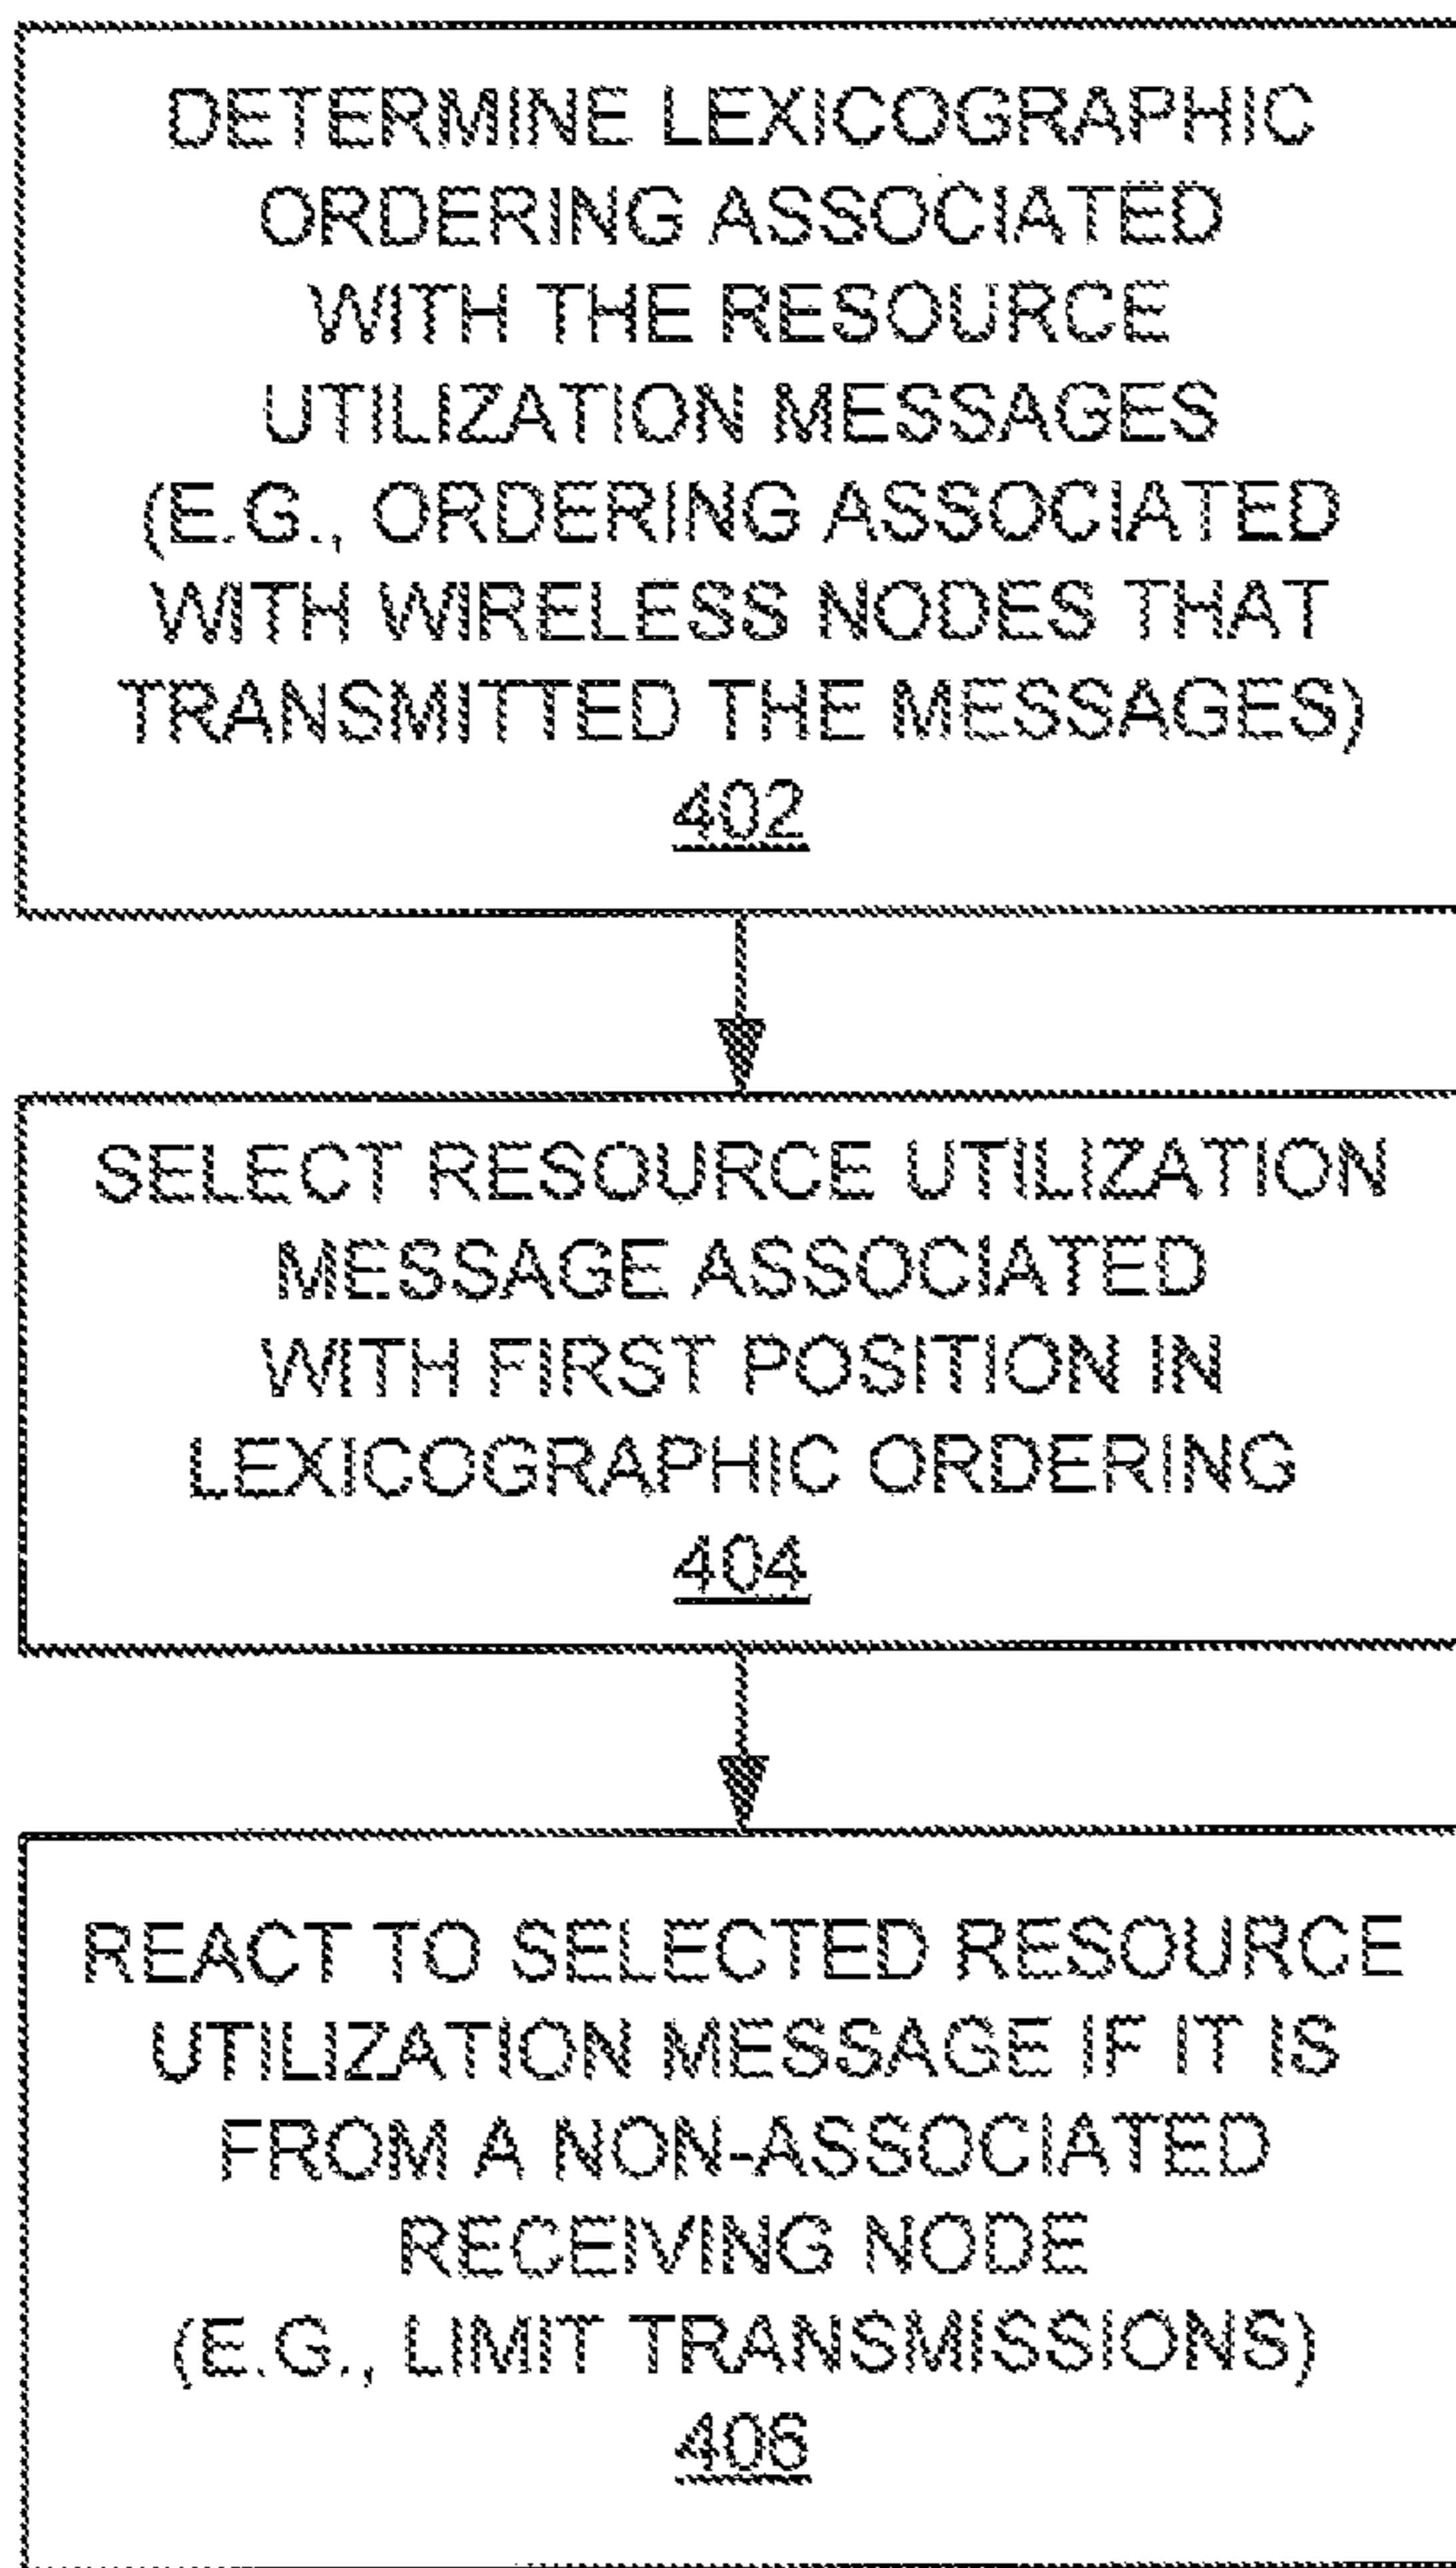 DETERMINE LEXICOGRAPHIC
ORDERING ASSOCIATED
WITH THE RESOURCE
UTILIZATION MESSAGES
(E.G., ORDERING ASSOCIATED
WITH WIRELESS NODES THAT
TRANSMITTED THE MESSAGES)
402
SELECT RESOURCE UTILIZATION
MESSAGE ASSOCIATED
WITH FIRST POSITION IN
LEXICOGRAPHIC ORDERING
404
REACT TO SELECTED RESOURCE
UTILIZATION MESSAGE IF IT IS
FROM A NON-ASSOCIATED
RECEIVING NODE
(E.G., LIMIT TRANSMISSIONS)
406